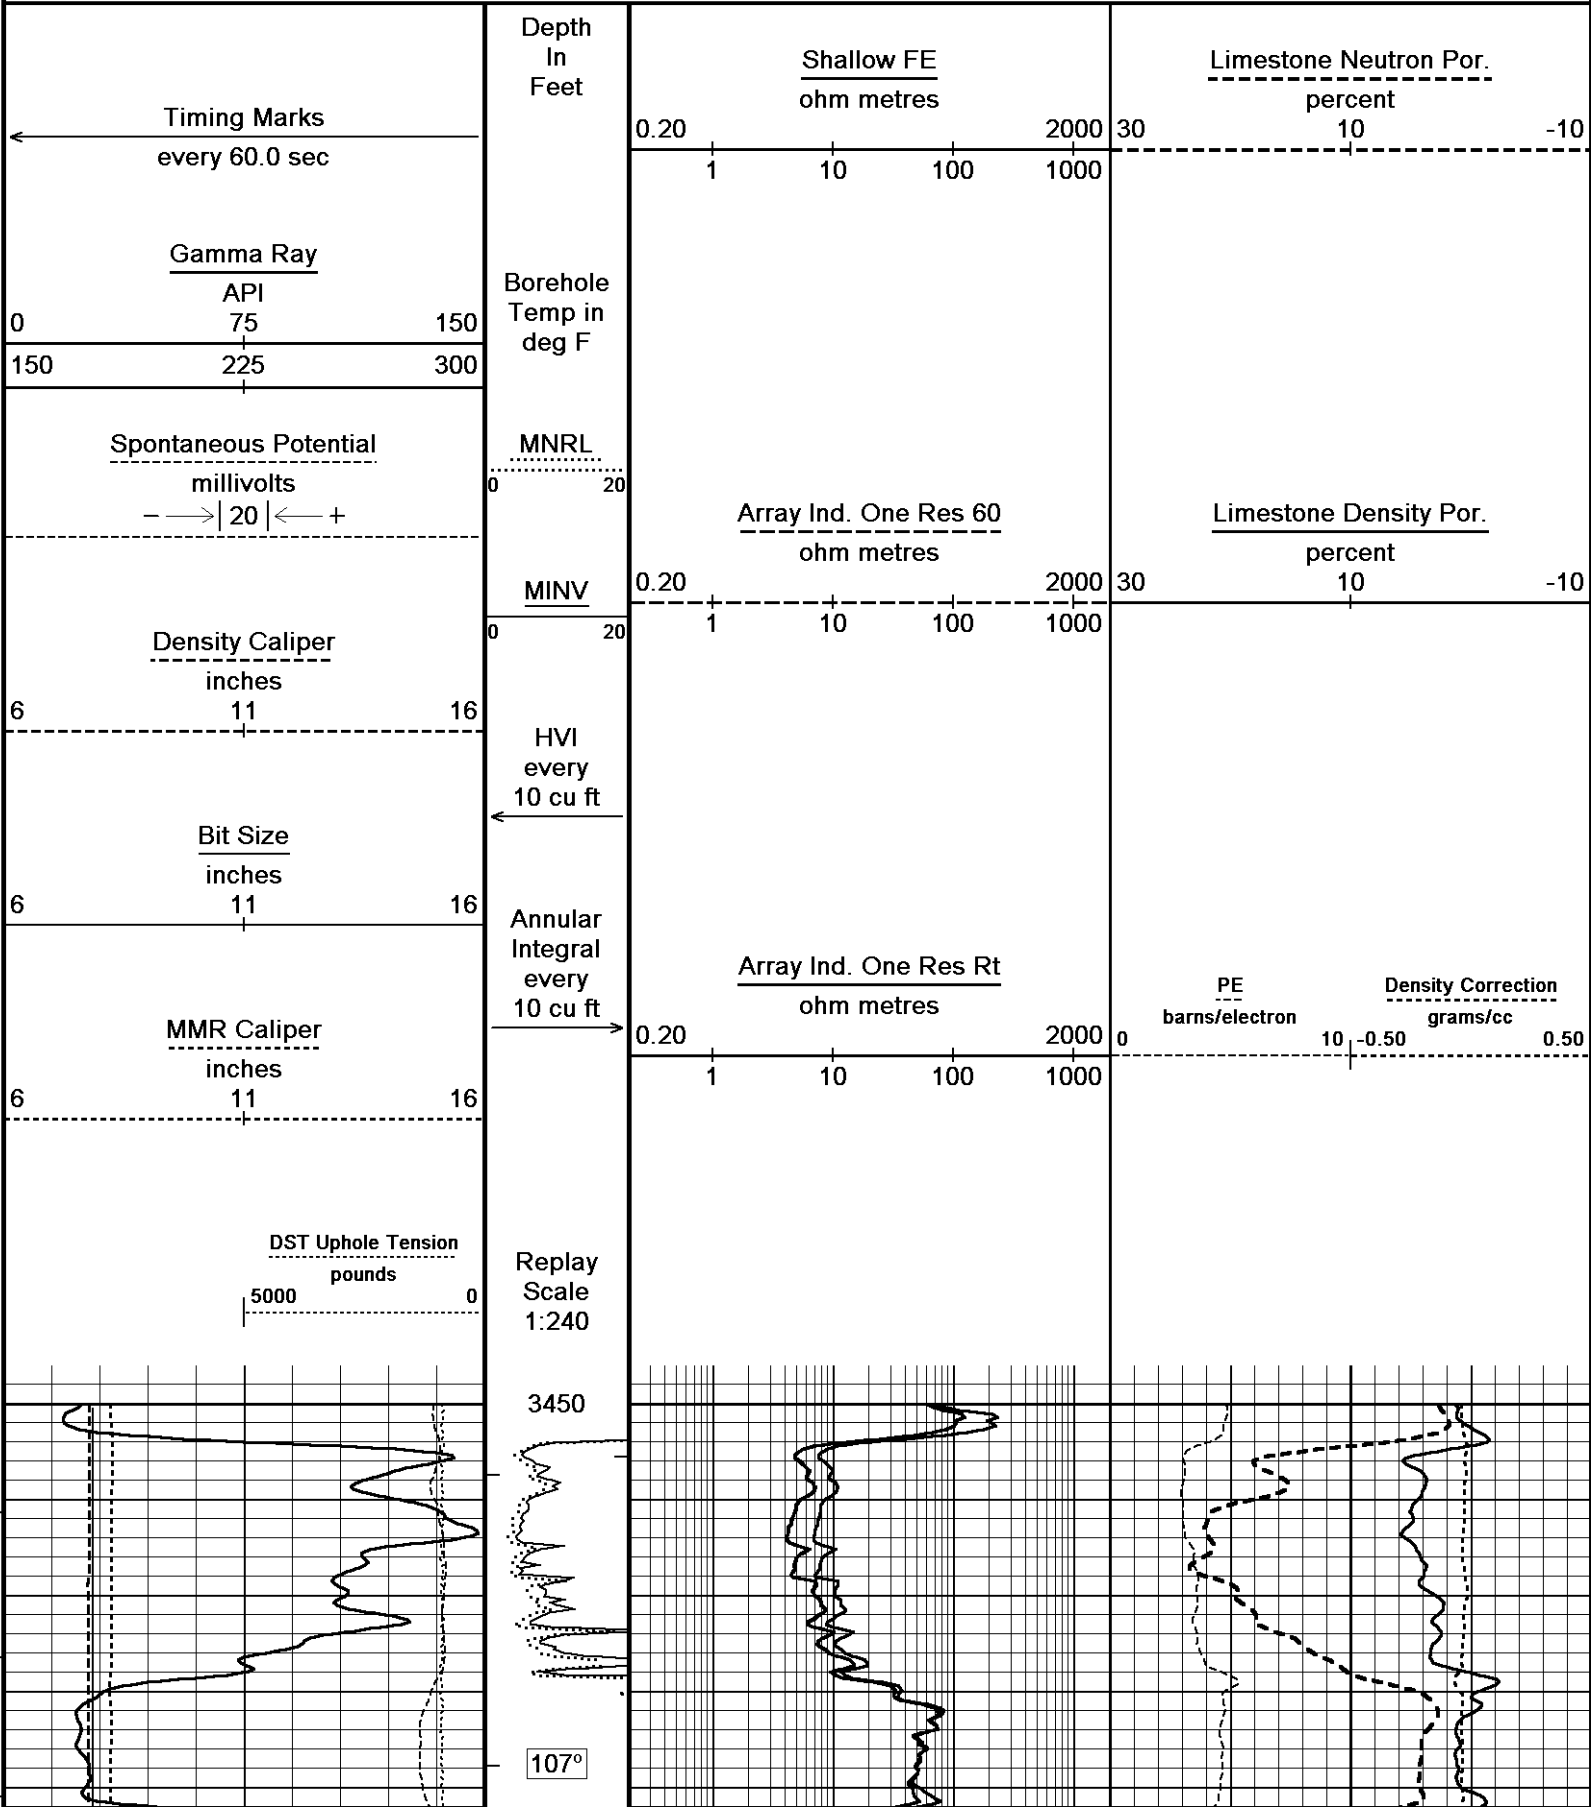 Timing Marks
every 60.0 sec
Gamma Ray
API
0 75 150
150 225 300
Spontaneous Potential
millivolts
− 20 +
Density Caliper
inches
6 11 16
Bit Size
inches
6 11 16
MMR Caliper
inches
6 11 16
DST Uphole Tension
pounds
5000 0
Depth
In
Feet
Borehole
Temp in
deg F
MNRL
0 20
MINV
0 20
HVI
every
10 cu ft
Annular
Integral
every
10 cu ft
Replay
Scale
1:240
3450
107º
Shallow FE
ohm metres
0.20 2000
1 10 100 1000
Array Ind. One Res 60
ohm metres
0.20 2000
1 10 100 1000
Array Ind. One Res Rt
ohm metres
0.20 2000
1 10 100 1000
Limestone Neutron Por.
percent
30 10 -10
Limestone Density Por.
percent
30 10 -10
PE
barns/electron
0 10
Density Correction
grams/cc
-0.50 0.50